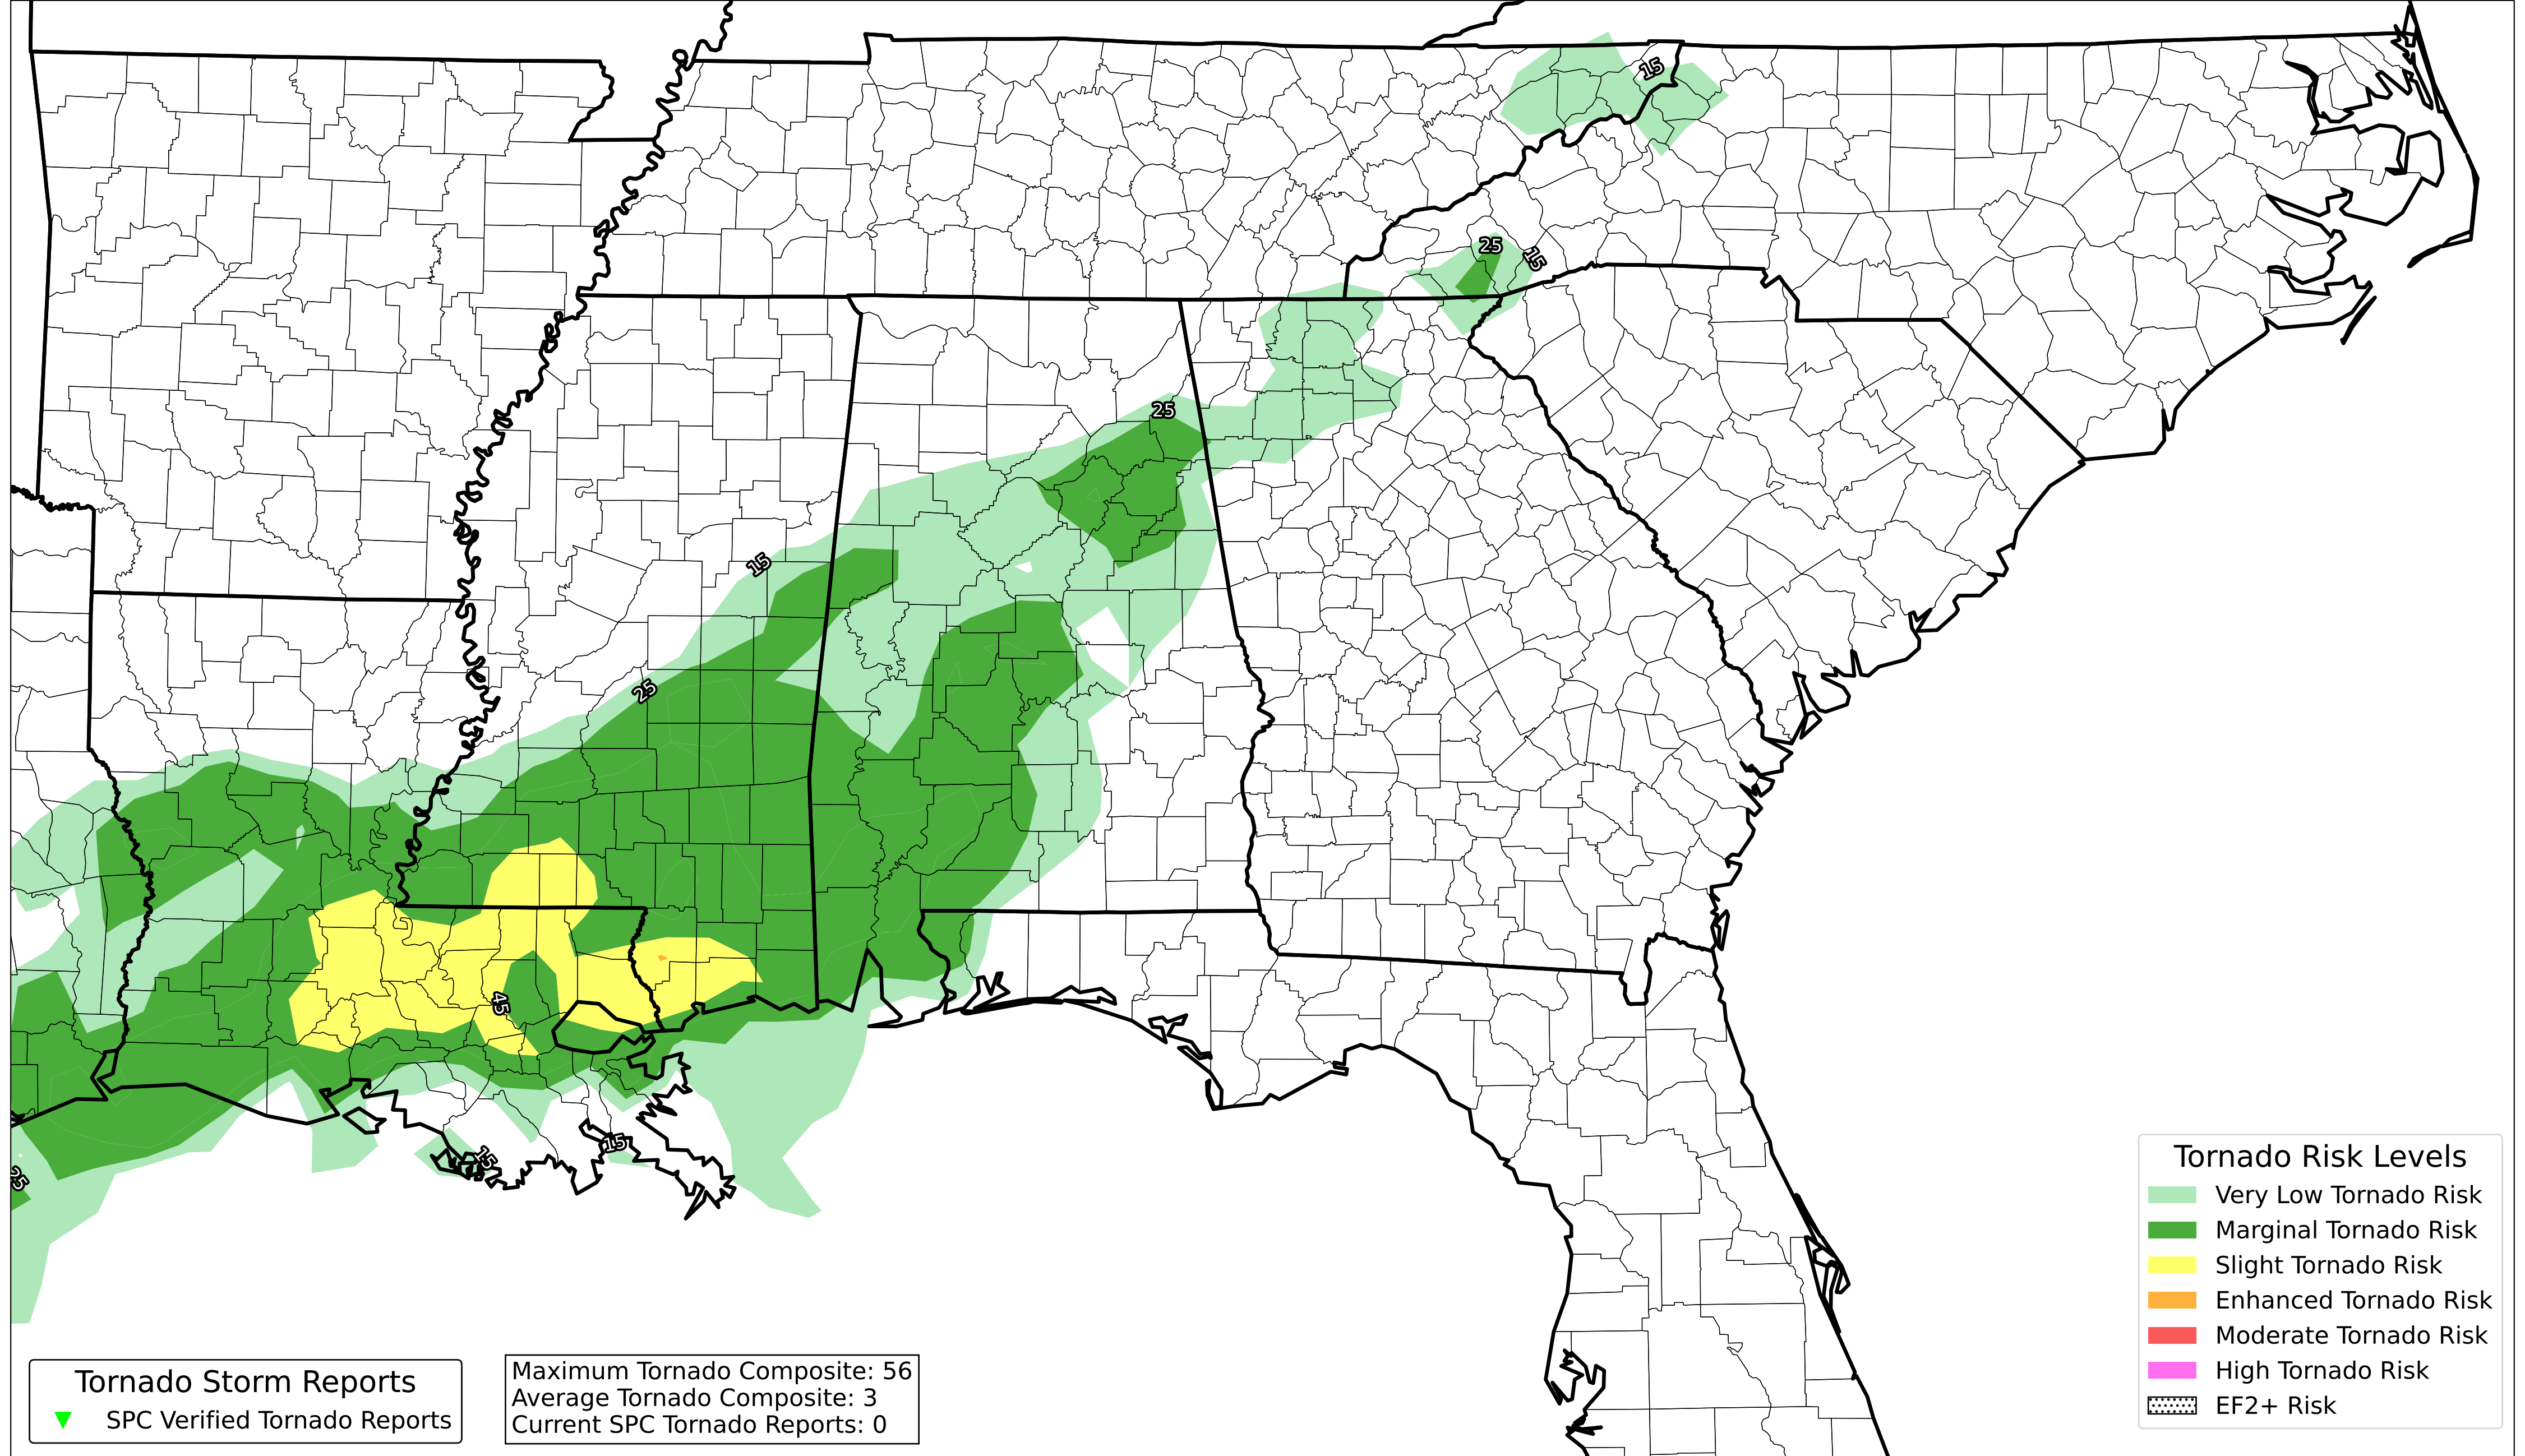 15
25
15
25
15
25
45
15
15
25
Tornado Risk Levels
Very Low Tornado Risk
Marginal Tornado Risk
Slight Tornado Risk
Enhanced Tornado Risk
Moderate Tornado Risk
High Tornado Risk
EF2+ Risk
Tornado Storm Reports
SPC Verified Tornado Reports
Maximum Tornado Composite: 56
Average Tornado Composite: 3
Current SPC Tornado Reports: 0